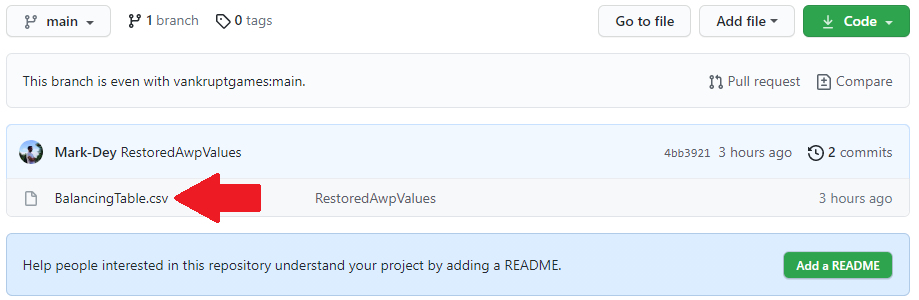 main 1 branch 0 tags Go to file Add file Code
This branch is even with vankruptgames:main. Pull request Compare
Mark-Dey RestoredAwpValues 4bb3921 3 hours ago 2 commits
BalancingTable.csv RestoredAwpValues 3 hours ago
Help people interested in this repository understand your project by adding a README. Add a README